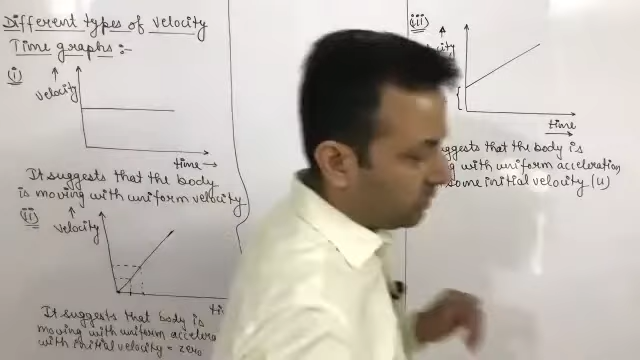 Different types of velocity
Time graphs:-
(i)
velocity
time
It suggests that the body
is moving with uniform velocity
(ii)
velocity
It suggests that body is
moving with uniform accelera
with initial velocity = zero
(iii)
time
that the body is
with uniform acceleration
some initial velocity (u)